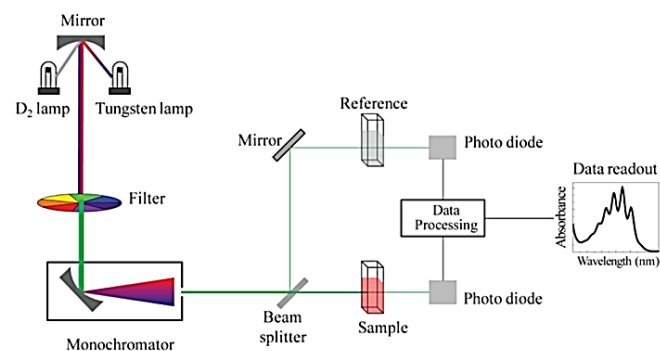 Mirror
D₂ lamp
Tungsten lamp
Filter
Monochromator
Mirror
Beam
splitter
Reference
Sample
Photo diode
Data
Processing
Photo diode
Data readout
Absorbance
Wavelength (nm)